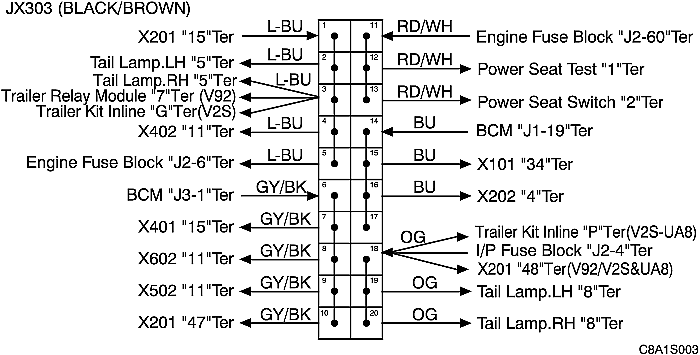 JX303 (BLACK/BROWN)
X201 "15"Ter L-BU 1 11 RD/WH Engine Fuse Block "J2-60"Ter
Tail Lamp.LH "5"Ter 2 12 RD/WH Power Seat Test "1"Ter
Tail Lamp.RH "5"Ter L-BU
Trailer Relay Module "7"Ter (V92) 3 13 RD/WH Power Seat Switch "2"Ter
Trailer Kit Inline "G"Ter(V2S)
X402 "11"Ter L-BU 4 14 BU BCM "J1-19"Ter
Engine Fuse Block "J2-6"Ter L-BU 5 15 BU X101 "34"Ter
BCM "J3-1"Ter GY/BK 6 16 BU X202 "4"Ter
X401 "15"Ter GY/BK 7 17
Trailer Kit Inline "P"Ter(V2S-UA8)
X602 "11"Ter GY/BK 8 18 OG I/P Fuse Block "J2-4"Ter
X201 "48"Ter(V92/V2S&UA8)
X502 "11"Ter GY/BK 9 19 OG Tail Lamp.LH "8"Ter
X201 "47"Ter GY/BK 10 20 OG Tail Lamp.RH "8"Ter
C8A1S003